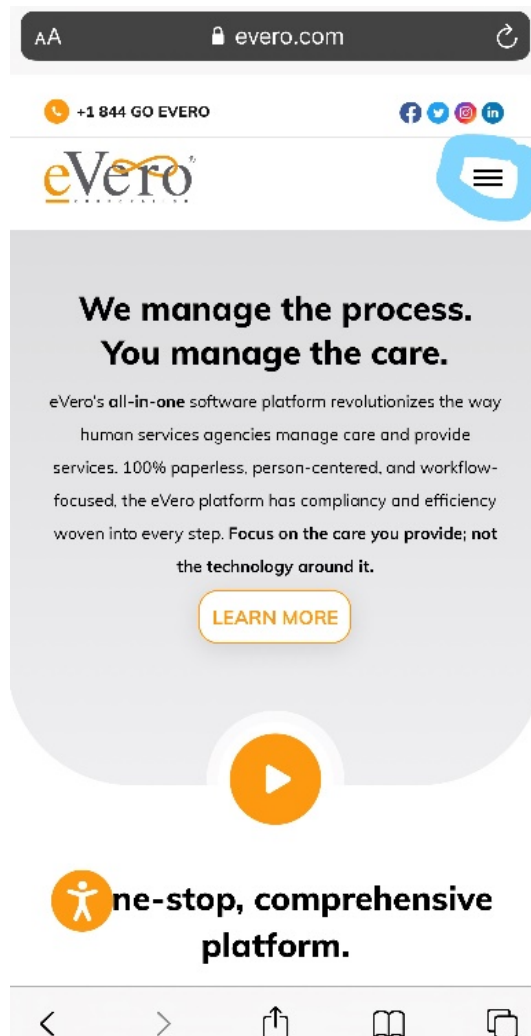 AA evero.com
+1 844 GO EVERO
eVero®
CORPORATION
We manage the process.
You manage the care.
eVero's all-in-one software platform revolutionizes the way
human services agencies manage care and provide
services. 100% paperless, person-centered, and workflow-
focused, the eVero platform has compliancy and efficiency
woven into every step. Focus on the care you provide; not
the technology around it.
LEARN MORE
ne-stop, comprehensive
platform.